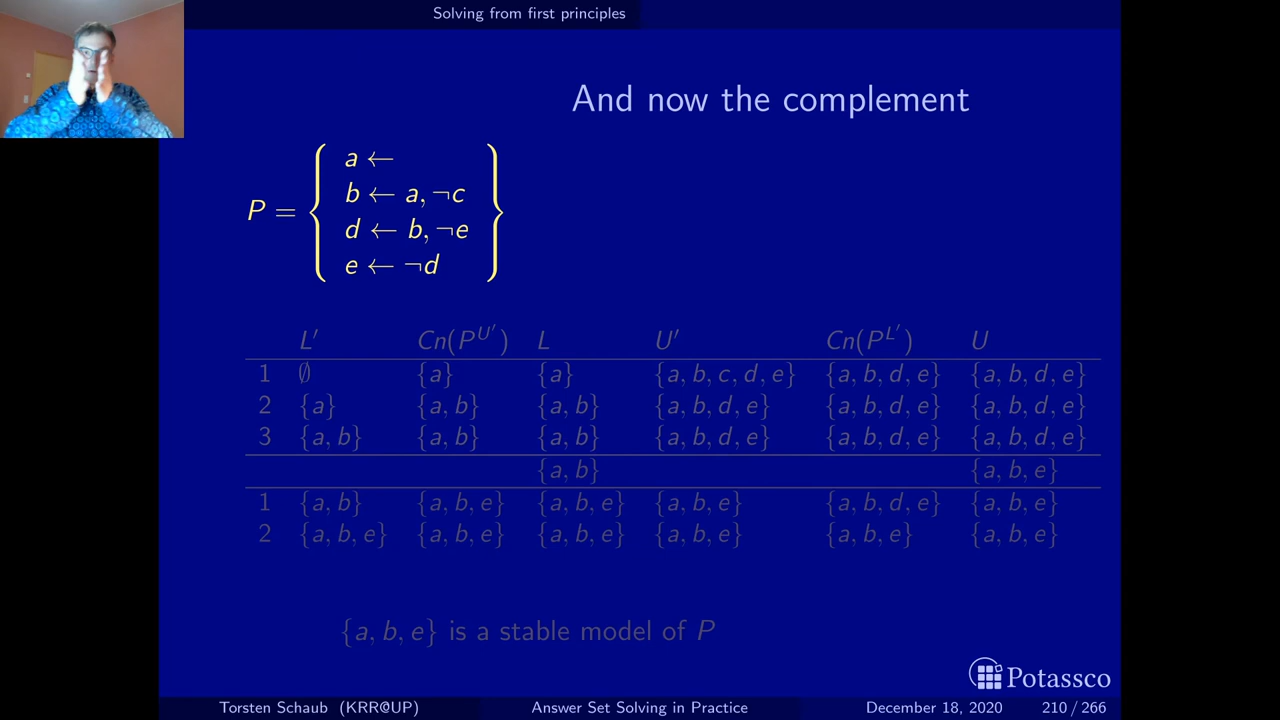 Solving from first principles
And now the complement
P = { a ←
b ← a, ¬c
d ← b, ¬e
e ← ¬d }
L′ Cn(P^U′) L U′ Cn(P^L′) U
1 ∅ {a} {a} {a, b, c, d, e} {a, b, d, e} {a, b, d, e}
2 {a} {a, b} {a, b} {a, b, d, e} {a, b, d, e} {a, b, d, e}
3 {a, b} {a, b} {a, b} {a, b, d, e} {a, b, d, e} {a, b, d, e}
{a, b} {a, b, e}
1 {a, b} {a, b, e} {a, b, e} {a, b, e} {a, b, d, e} {a, b, e}
2 {a, b, e} {a, b, e} {a, b, e} {a, b, e} {a, b, e} {a, b, e}
{a, b, e} is a stable model of P
Potassco
Torsten Schaub (KRR@UP) Answer Set Solving in Practice December 18, 2020 210 / 266